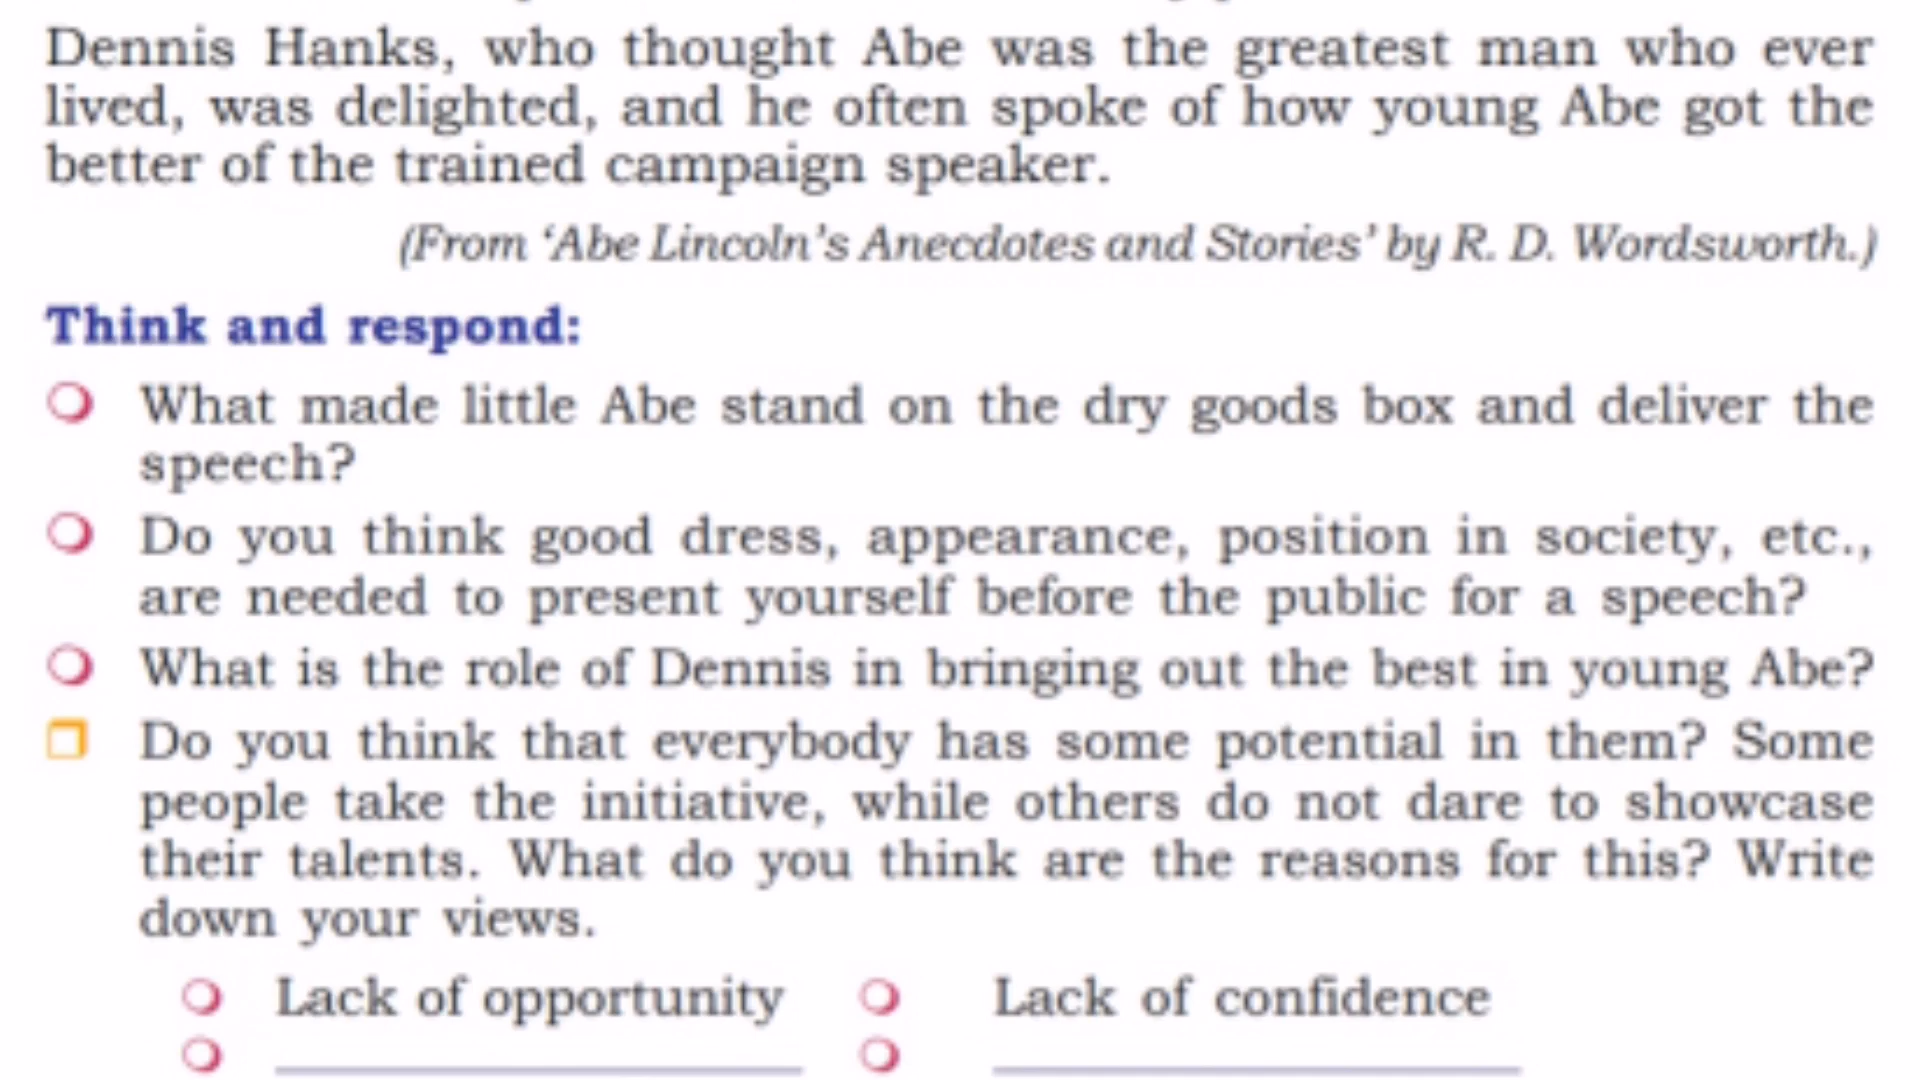 Dennis Hanks, who thought Abe was the greatest man who ever
lived, was delighted, and he often spoke of how young Abe got the
better of the trained campaign speaker.
(From ‘Abe Lincoln’s Anecdotes and Stories’ by R. D. Wordsworth.)
Think and respond:
What made little Abe stand on the dry goods box and deliver the
speech?
Do you think good dress, appearance, position in society, etc.,
are needed to present yourself before the public for a speech?
What is the role of Dennis in bringing out the best in young Abe?
Do you think that everybody has some potential in them? Some
people take the initiative, while others do not dare to showcase
their talents. What do you think are the reasons for this? Write
down your views.
Lack of opportunity Lack of confidence